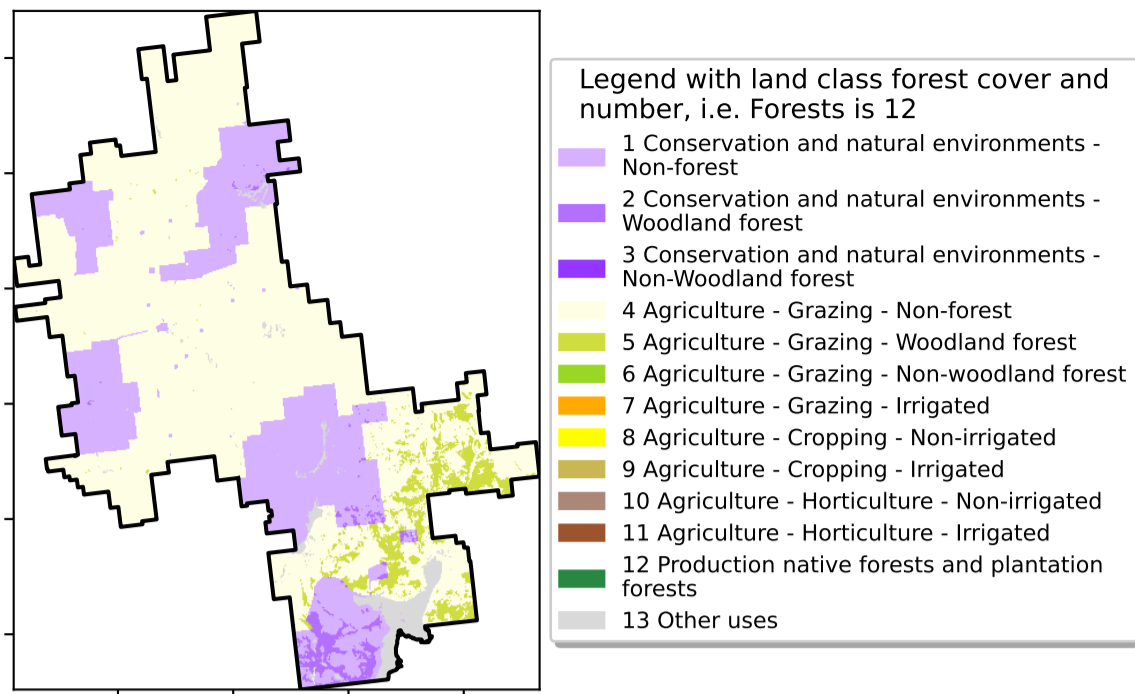 Legend with land class forest cover and
number, i.e. Forests is 12
1 Conservation and natural environments -
Non-forest
2 Conservation and natural environments -
Woodland forest
3 Conservation and natural environments -
Non-Woodland forest
4 Agriculture - Grazing - Non-forest
5 Agriculture - Grazing - Woodland forest
6 Agriculture - Grazing - Non-woodland forest
7 Agriculture - Grazing - Irrigated
8 Agriculture - Cropping - Non-irrigated
9 Agriculture - Cropping - Irrigated
10 Agriculture - Horticulture - Non-irrigated
11 Agriculture - Horticulture - Irrigated
12 Production native forests and plantation
forests
13 Other uses